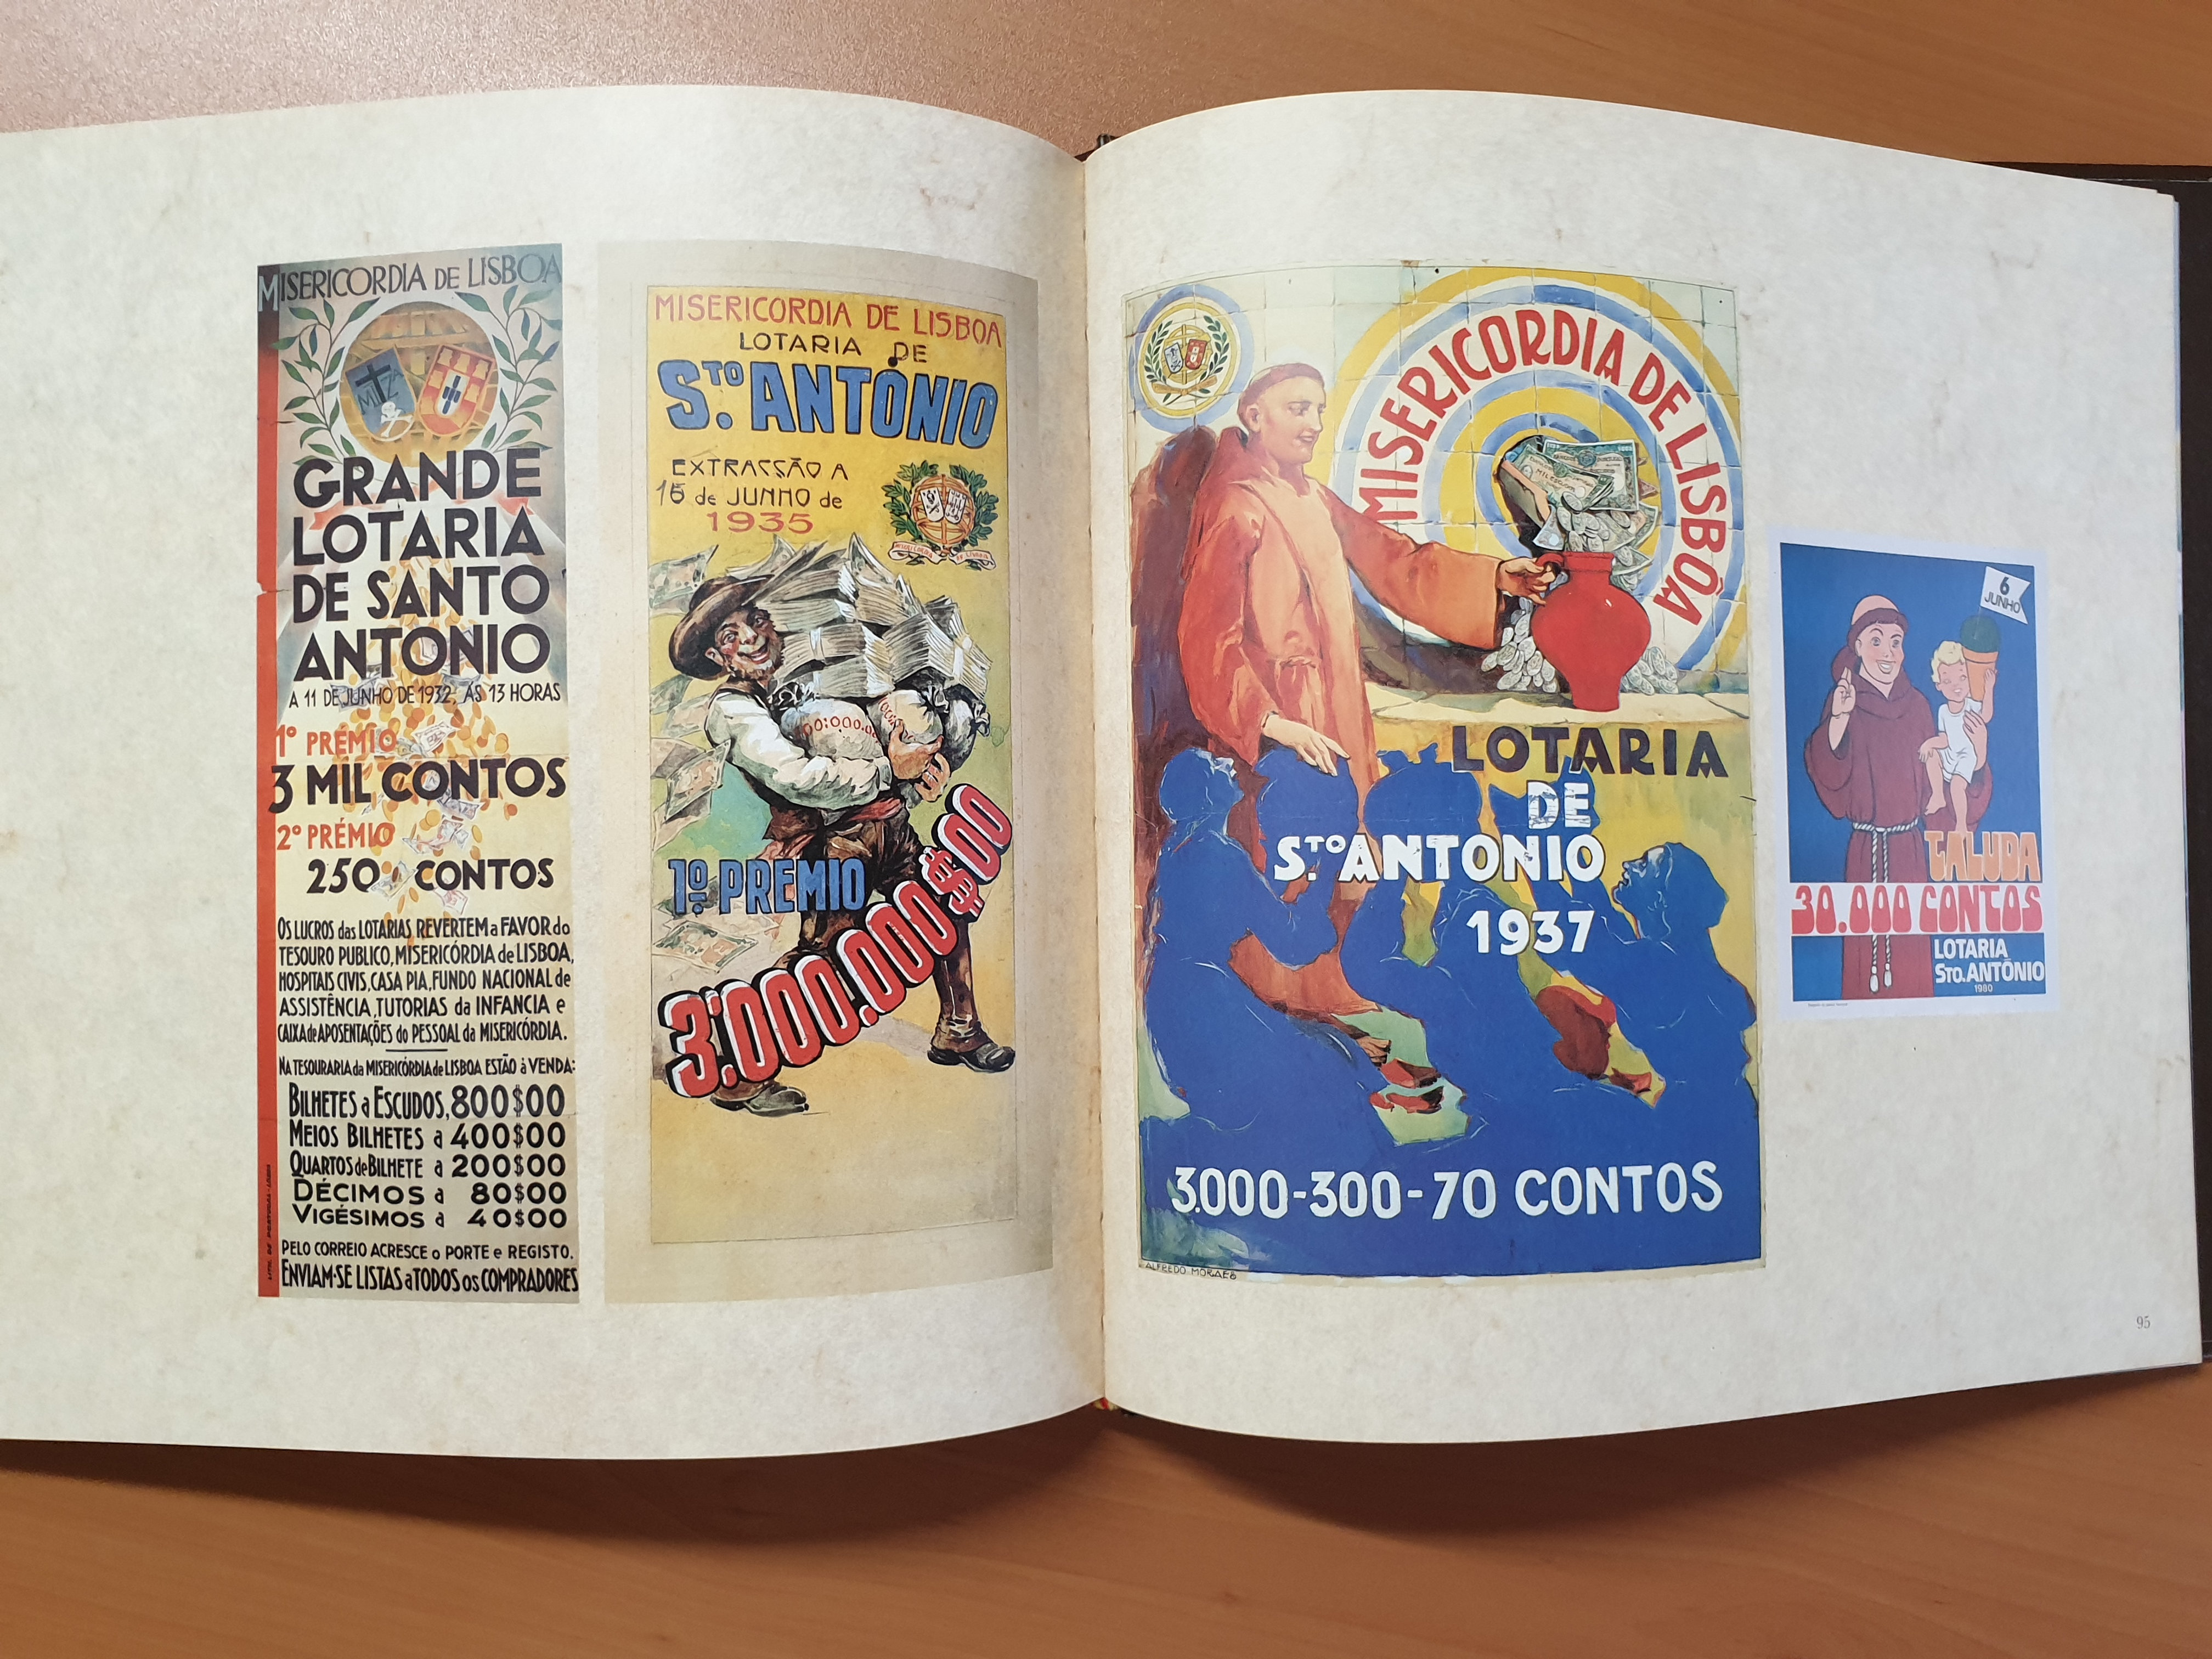 MISERICORDIA DE LISBOA
GRANDE
LOTARIA
DE SANTO
ANTONIO
A 11 DE JUNHO DE 1932, ÁS 13 HORAS
1º PRÉMIO
3 MIL CONTOS
2º PRÉMIO
250 CONTOS
OS LUCROS das LOTARIAS REVERTEM a FAVOR do
TESOURO PUBLICO, MISERICÓRDIA de LISBOA,
HOSPITAIS CIVIS, CASA PIA, FUNDO NACIONAL de
ASSISTÊNCIA, TUTORIAS da INFANCIA e
CAIXA de APOSENTAÇÕES do PESSOAL da MISERICÓRDIA.
NA TESOURARIA da MISERICÓRDIA de LISBOA ESTÃO à VENDA:
BILHETES a ESCUDOS, 800$00
MEIOS BILHETES a 400$00
QUARTOS de BILHETE a 200$00
DÉCIMOS a 80$00
VIGÉSIMOS a 40$00
PELO CORREIO ACRESCE o PORTE e REGISTO.
ENVIAM-SE LISTAS a TODOS os COMPRADORES
MISERICORDIA DE LISBOA
LOTARIA DE
STO. ANTÓNIO
EXTRACSÃO A
15 de JUNHO de
1935
1º PREMIO
3:000.000$00
MISERICORDIA DE LISBÔA
LOTARIA
DE
STO. ANTONIO
1937
3.000-300-70 CONTOS
ALFREDO MORAES
6
JUNHO
TALUDA
30.000 CONTOS
LOTARIA
STO. ANTÓNIO
1980
95